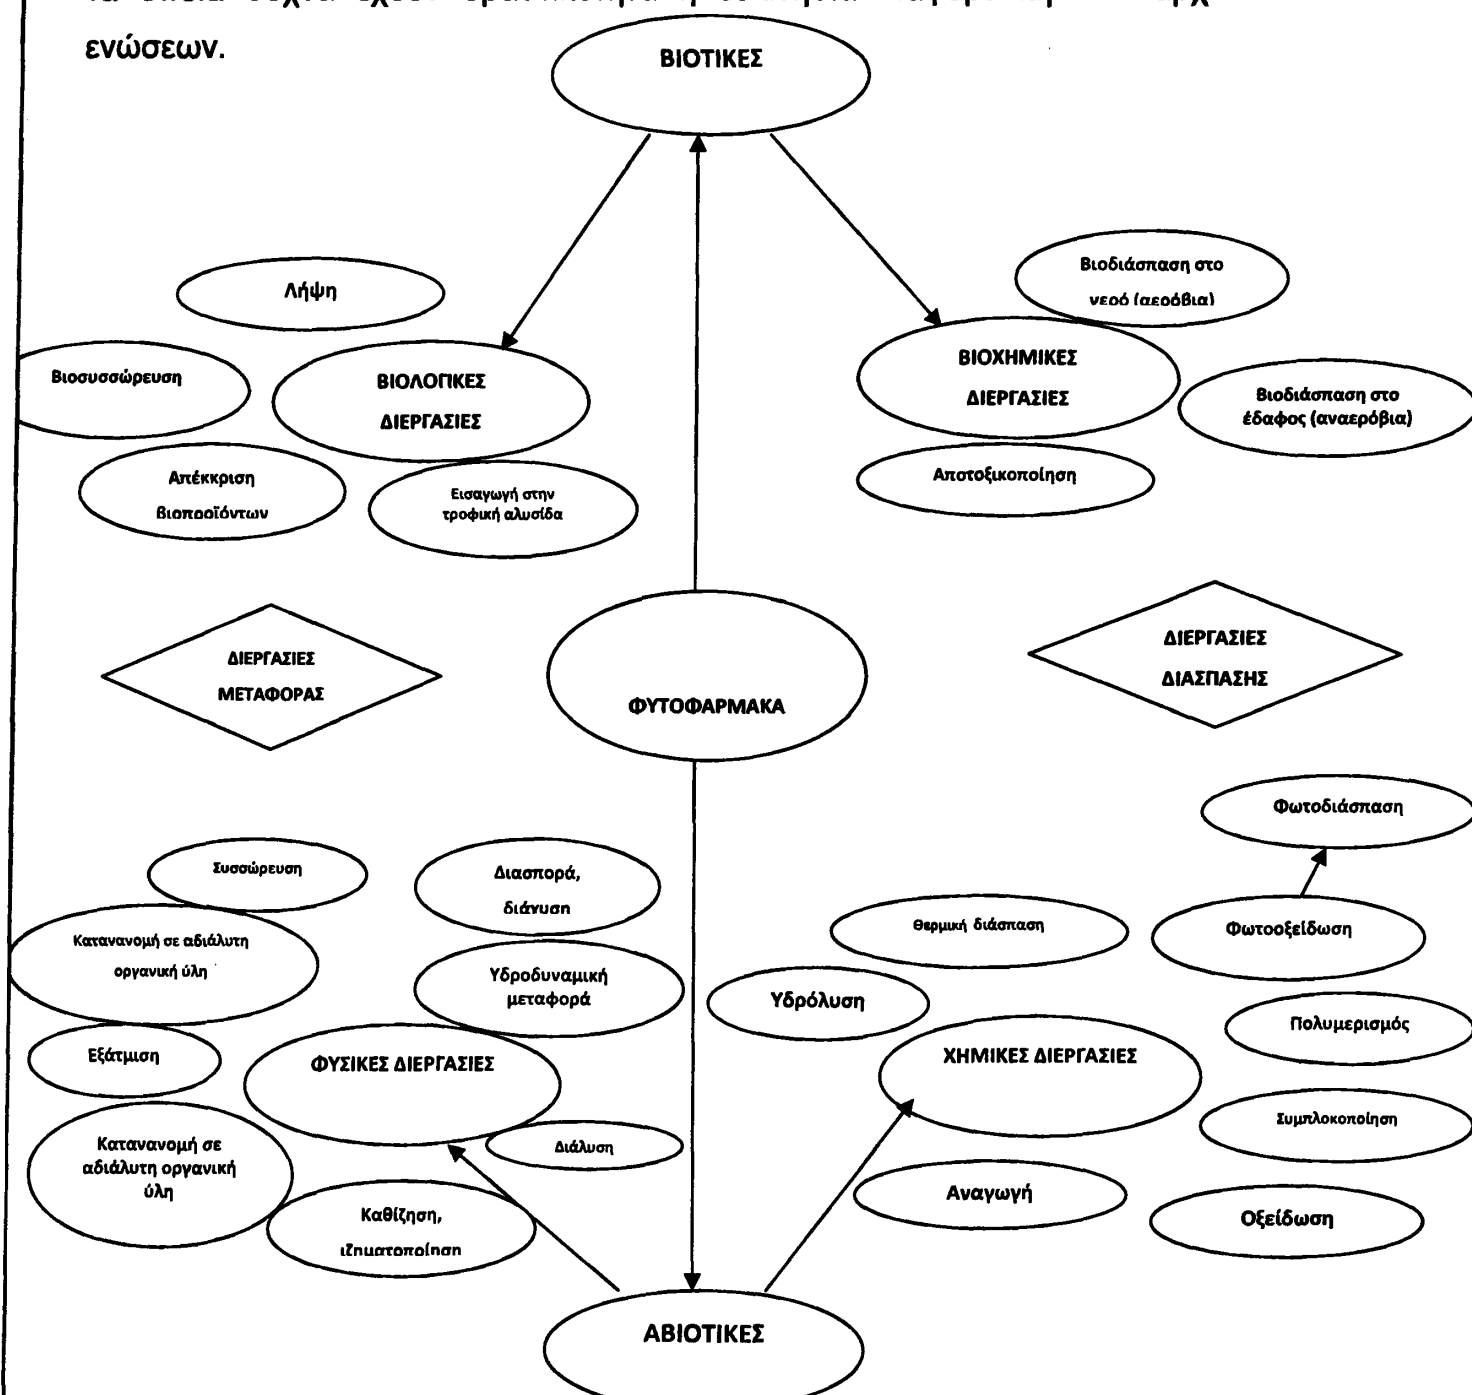 ενώσεων.
ΒΙΟΤΙΚΕΣ
Λήψη
Βιοσυσσώρευση
ΒΙΟΛΟΓΙΚΕΣ
ΔΙΕΡΓΑΣΙΕΣ
Απέκκριση
βιοπροϊόντων
Εισαγωγή στην
τροφική αλυσίδα
Βιοδιάσπαση στο
νερό (αερόβια)
ΒΙΟΧΗΜΙΚΕΣ
ΔΙΕΡΓΑΣΙΕΣ
Βιοδιάσπαση στο
έδαφος (αναερόβια)
Αποτοξικοποίηση
ΔΙΕΡΓΑΣΙΕΣ
ΜΕΤΑΦΟΡΑΣ
ΦΥΤΟΦΑΡΜΑΚΑ
ΔΙΕΡΓΑΣΙΕΣ
ΔΙΑΣΠΑΣΗΣ
Συσσώρευση
Διασπορά,
διάχυση
Κατανανομή σε αδιάλυτη
οργανική ύλη
Υδροδυναμική
μεταφορά
Εξάτμιση
ΦΥΣΙΚΕΣ ΔΙΕΡΓΑΣΙΕΣ
Κατανανομή σε
αδιάλυτη οργανική
ύλη
Διάλυση
Καθίζηση,
ιζηματοποίηση
Φωτοδιάσπαση
Θερμική διάσπαση
Φωτοοξείδωση
Υδρόλυση
Πολυμερισμός
ΧΗΜΙΚΕΣ ΔΙΕΡΓΑΣΙΕΣ
Συμπλοκοποίηση
Αναγωγή
Οξείδωση
ΑΒΙΟΤΙΚΕΣ